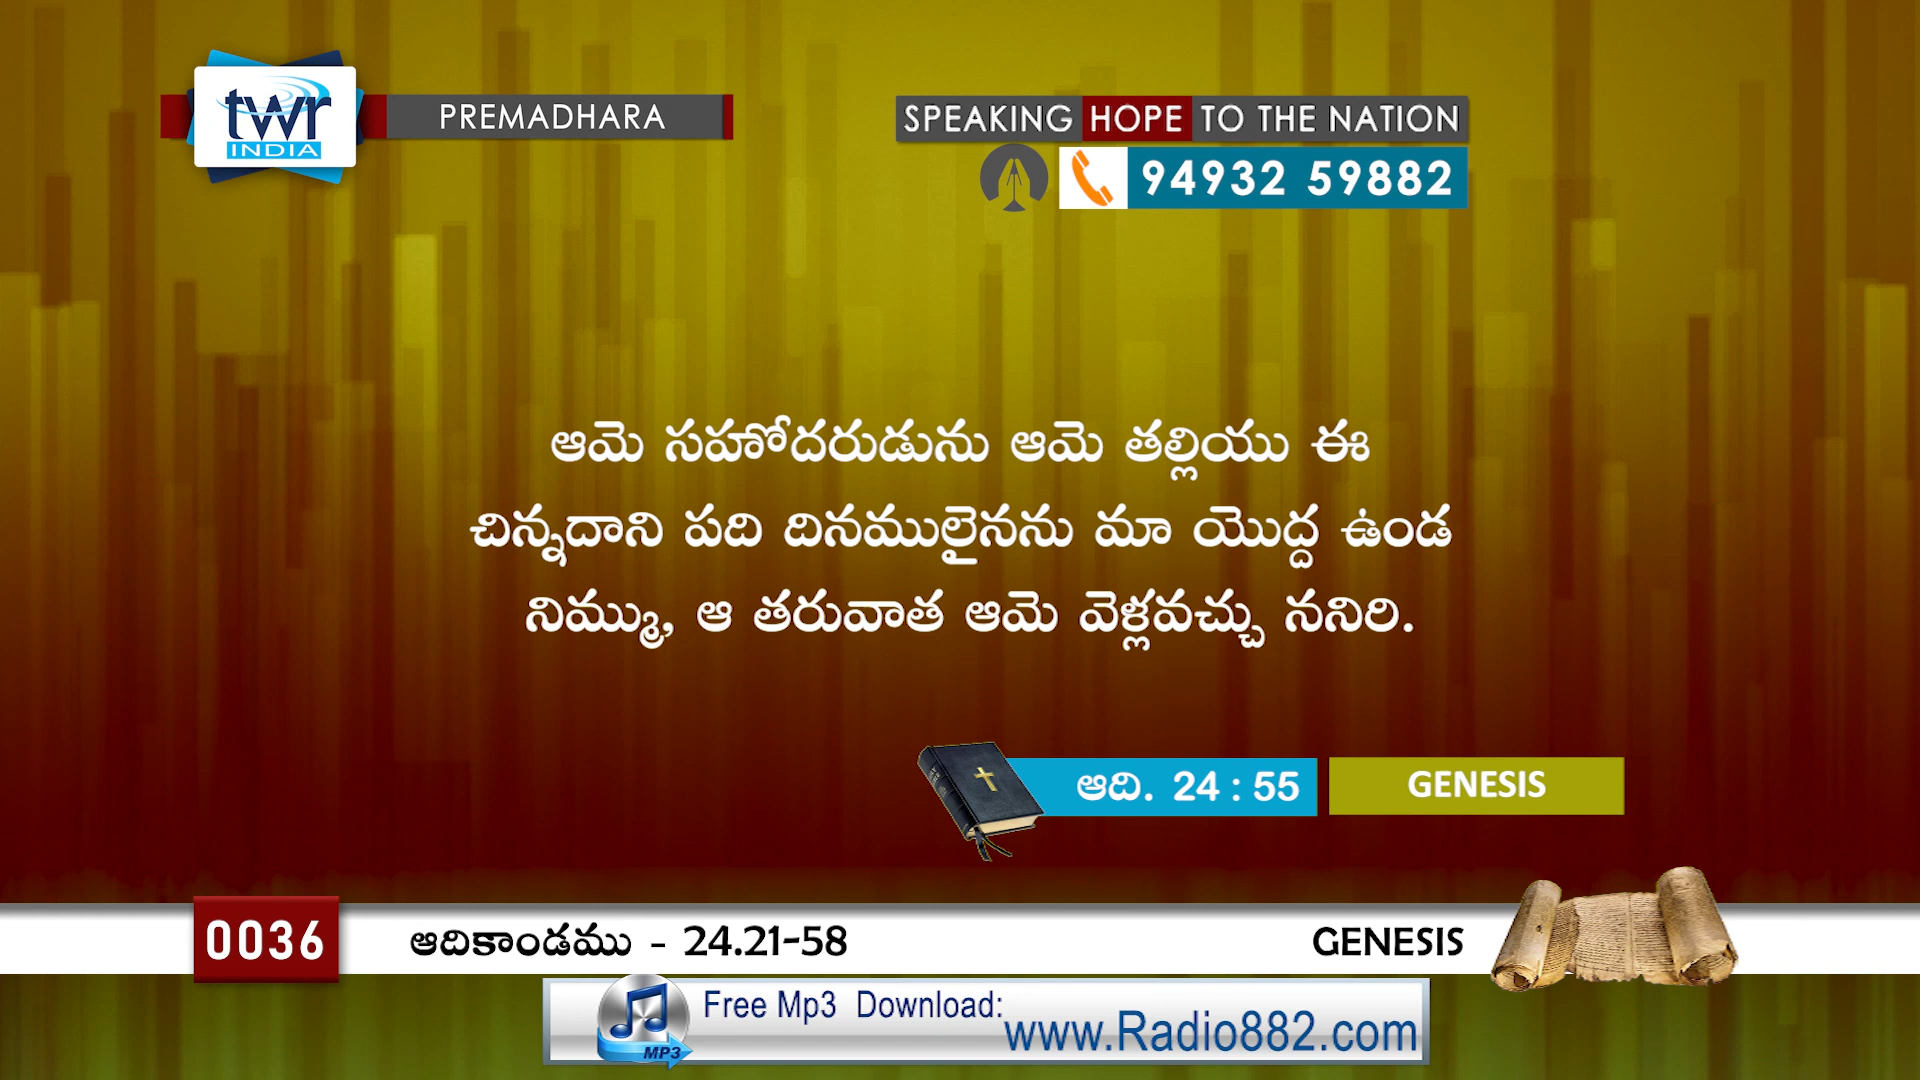 twr
INDIA
PREMADHARA
SPEAKING HOPE TO THE NATION
94932 59882
ఆమె సహోదరుడును ఆమె తల్లియు ఈ
చిన్నదాని పది దినములైనను మా యొద్ద ఉండ
నిమ్ము, ఆ తరువాత ఆమె వెళ్లవచ్చు ననిరి.
ఆది. 24 : 55
GENESIS
0036
ఆదికాండము - 24.21-58
GENESIS
Free Mp3 Download:
www.Radio882.com
MP3